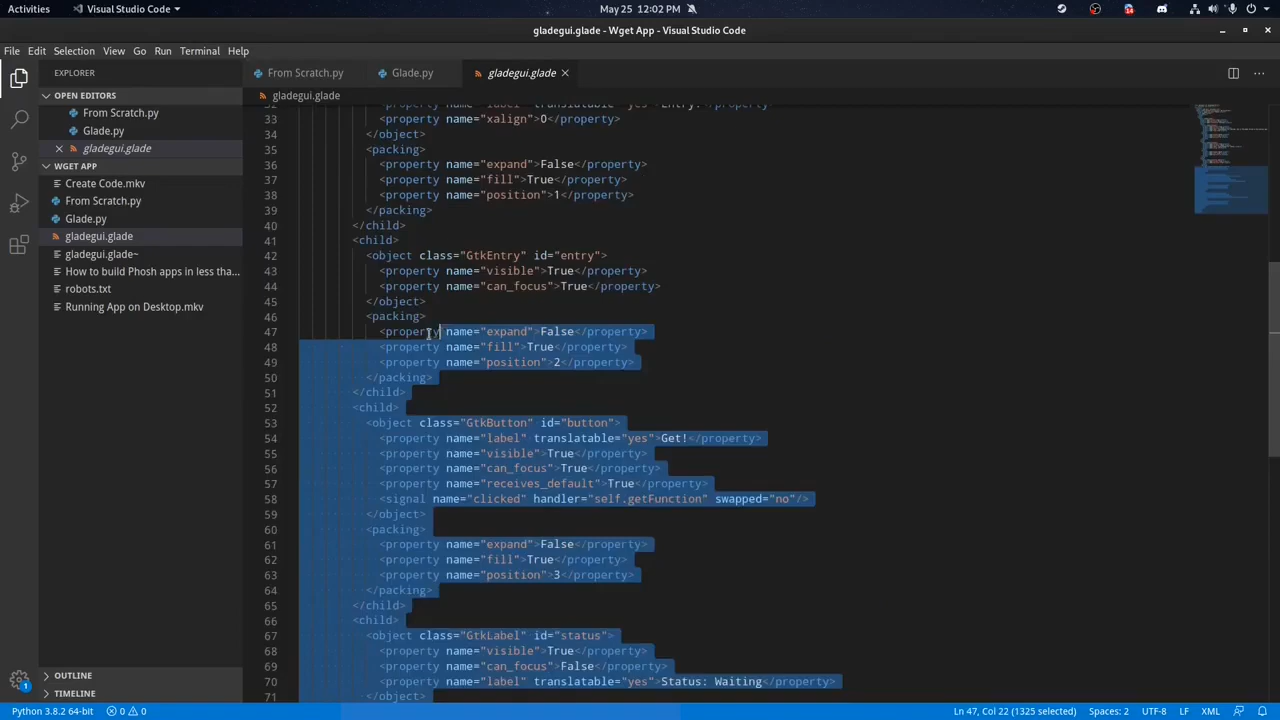 Activities
Visual Studio Code
May 25 12:02 PM
14
gladegui.glade - Wget App - Visual Studio Code
File Edit Selection View Go Run Terminal Help
EXPLORER
From Scratch.py
Glade.py
gladegui.glade
OPEN EDITORS
gladegui.glade
From Scratch.py
Glade.py
gladegui.glade
WGET APP
Create Code.mkv
From Scratch.py
Glade.py
gladegui.glade
gladegui.glade~
How to build Phosh apps in less tha...
robots.txt
Running App on Desktop.mkv
OUTLINE
TIMELINE
32 <property name="label" translatable="yes">Entry:</property>
33 <property name="xalign">0</property>
34 </object>
35 <packing>
36 <property name="expand">False</property>
37 <property name="fill">True</property>
38 <property name="position">1</property>
39 </packing>
40 </child>
41 <child>
42 <object class="GtkEntry" id="entry">
43 <property name="visible">True</property>
44 <property name="can_focus">True</property>
45 </object>
46 <packing>
47 <property name="expand">False</property>
48 <property name="fill">True</property>
49 <property name="position">2</property>
50 </packing>
51 </child>
52 <child>
53 <object class="GtkButton" id="button">
54 <property name="label" translatable="yes">Get!</property>
55 <property name="visible">True</property>
56 <property name="can_focus">True</property>
57 <property name="receives_default">True</property>
58 <signal name="clicked" handler="self.getFunction" swapped="no"/>
59 </object>
60 <packing>
61 <property name="expand">False</property>
62 <property name="fill">True</property>
63 <property name="position">3</property>
64 </packing>
65 </child>
66 <child>
67 <object class="GtkLabel" id="status">
68 <property name="visible">True</property>
69 <property name="can_focus">False</property>
70 <property name="label" translatable="yes">Status: Waiting</property>
71 </object>
1
Python 3.8.2 64-bit 0 0
Ln 47, Col 22 (1325 selected) Spaces: 2 UTF-8 LF XML